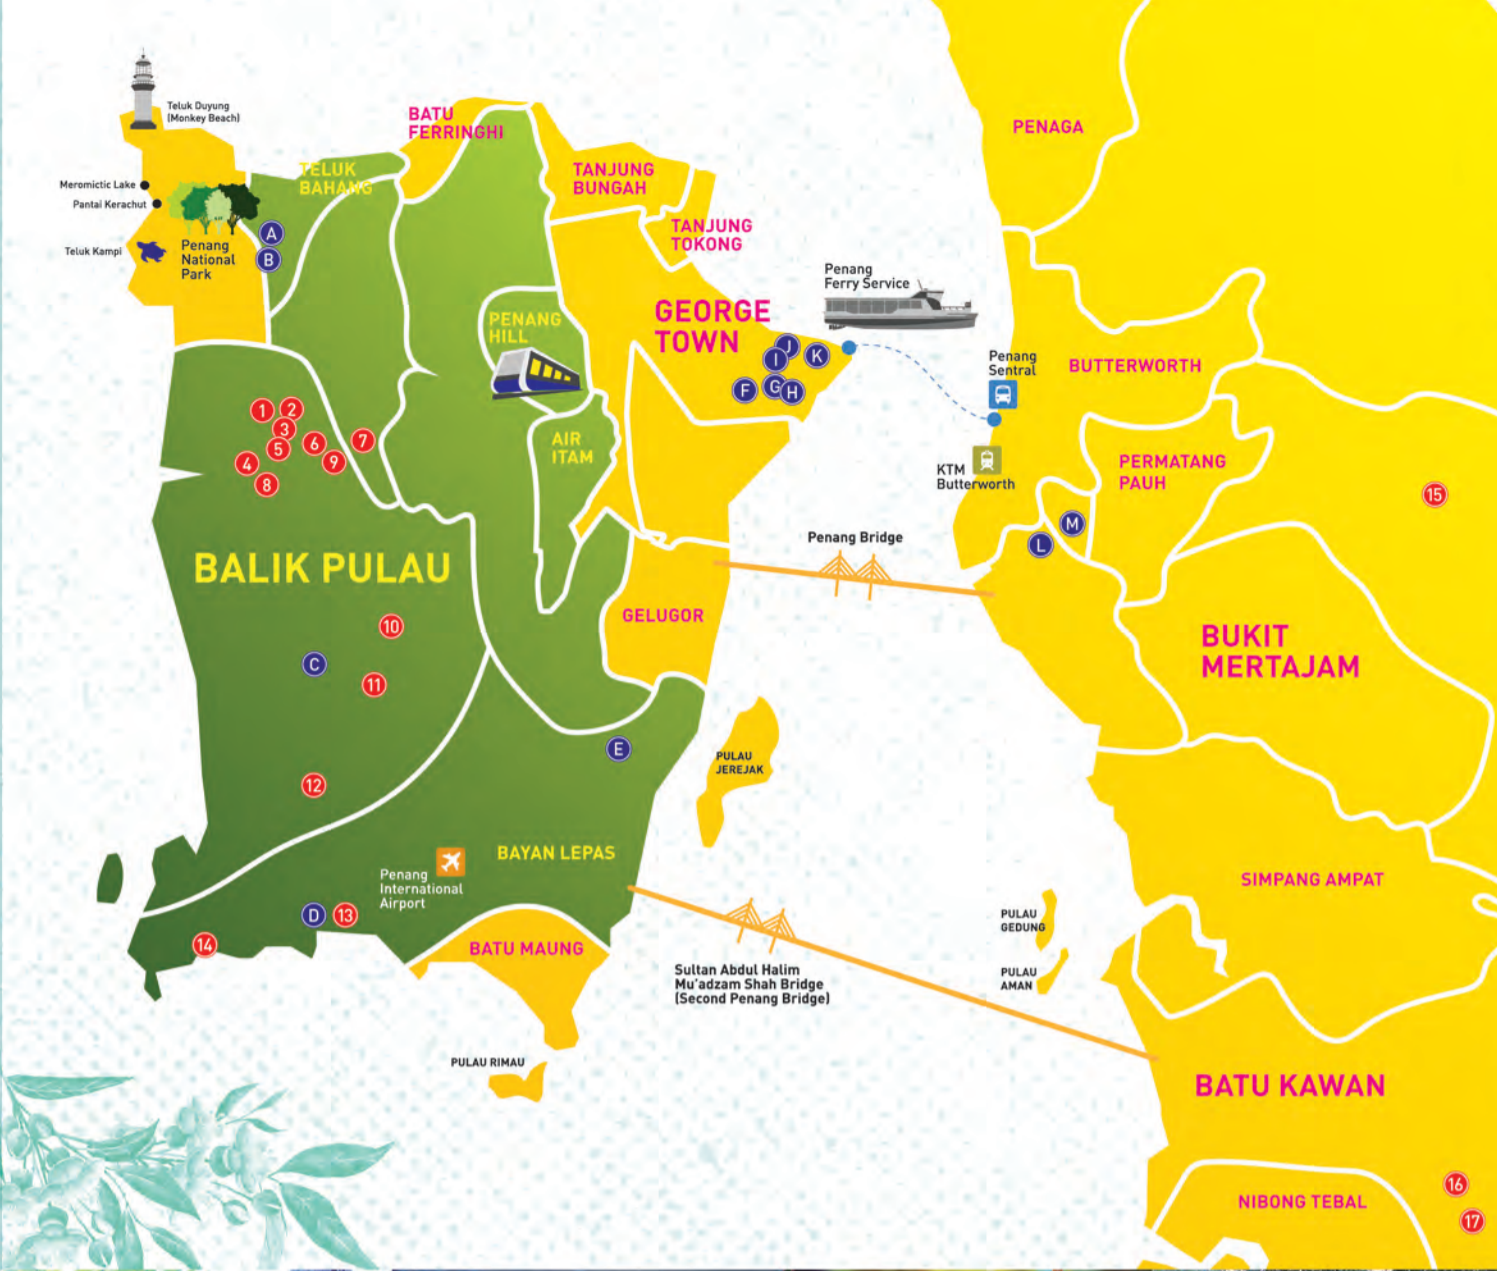 Teluk Duyung
(Monkey Beach)
Meromictic Lake
Pantai Kerachut
Teluk Kampi
Penang
National
Park
A
B
TELUK
BAHANG
BATU
FERRINGHI
TANJUNG
BUNGAH
TANJUNG
TOKONG
PENAGA
GEORGE
TOWN
Penang
Ferry Service
J
I
K
F
G
H
PENANG
HILL
AIR
ITAM
Penang
Sentral
BUTTERWORTH
KTM
Butterworth
PERMATANG
PAUH
M
L
15
1
2
3
4
5
6
7
8
9
BALIK PULAU
10
C
11
12
Penang Bridge
GELUGOR
BUKIT
MERTAJAM
E
PULAU
JEREJAK
BAYAN LEPAS
Penang
International
Airport
D
13
14
BATU MAUNG
Sultan Abdul Halim
Mu'adzam Shah Bridge
(Second Penang Bridge)
PULAU
GEDUNG
PULAU
AMAN
SIMPANG AMPAT
PULAU RIMAU
BATU KAWAN
NIBONG TEBAL
16
17